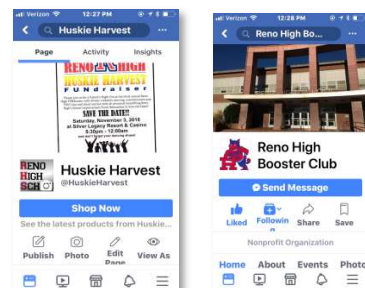 Verizon 12:27 PM
Huskie Harvest
Page Activity Insights
RENO HIGH
HUSKIE HARVEST
FUNdraiser
SAVE THE DATE!!
Saturday, November 3, 2018
at Silver Legacy Resort & Casino
5:30pm - 12:00am
RENO
HIGH
SCH
Huskie Harvest
@HuskieHarvest
Shop Now
See the latest products from Huskie...
Publish Photo Edit Page View As
Verizon 12:28 PM
Reno High Bo...
Reno High
Booster Club
Send Message
Liked Followin Share Save
Nonprofit Organization
Home About Events Photo